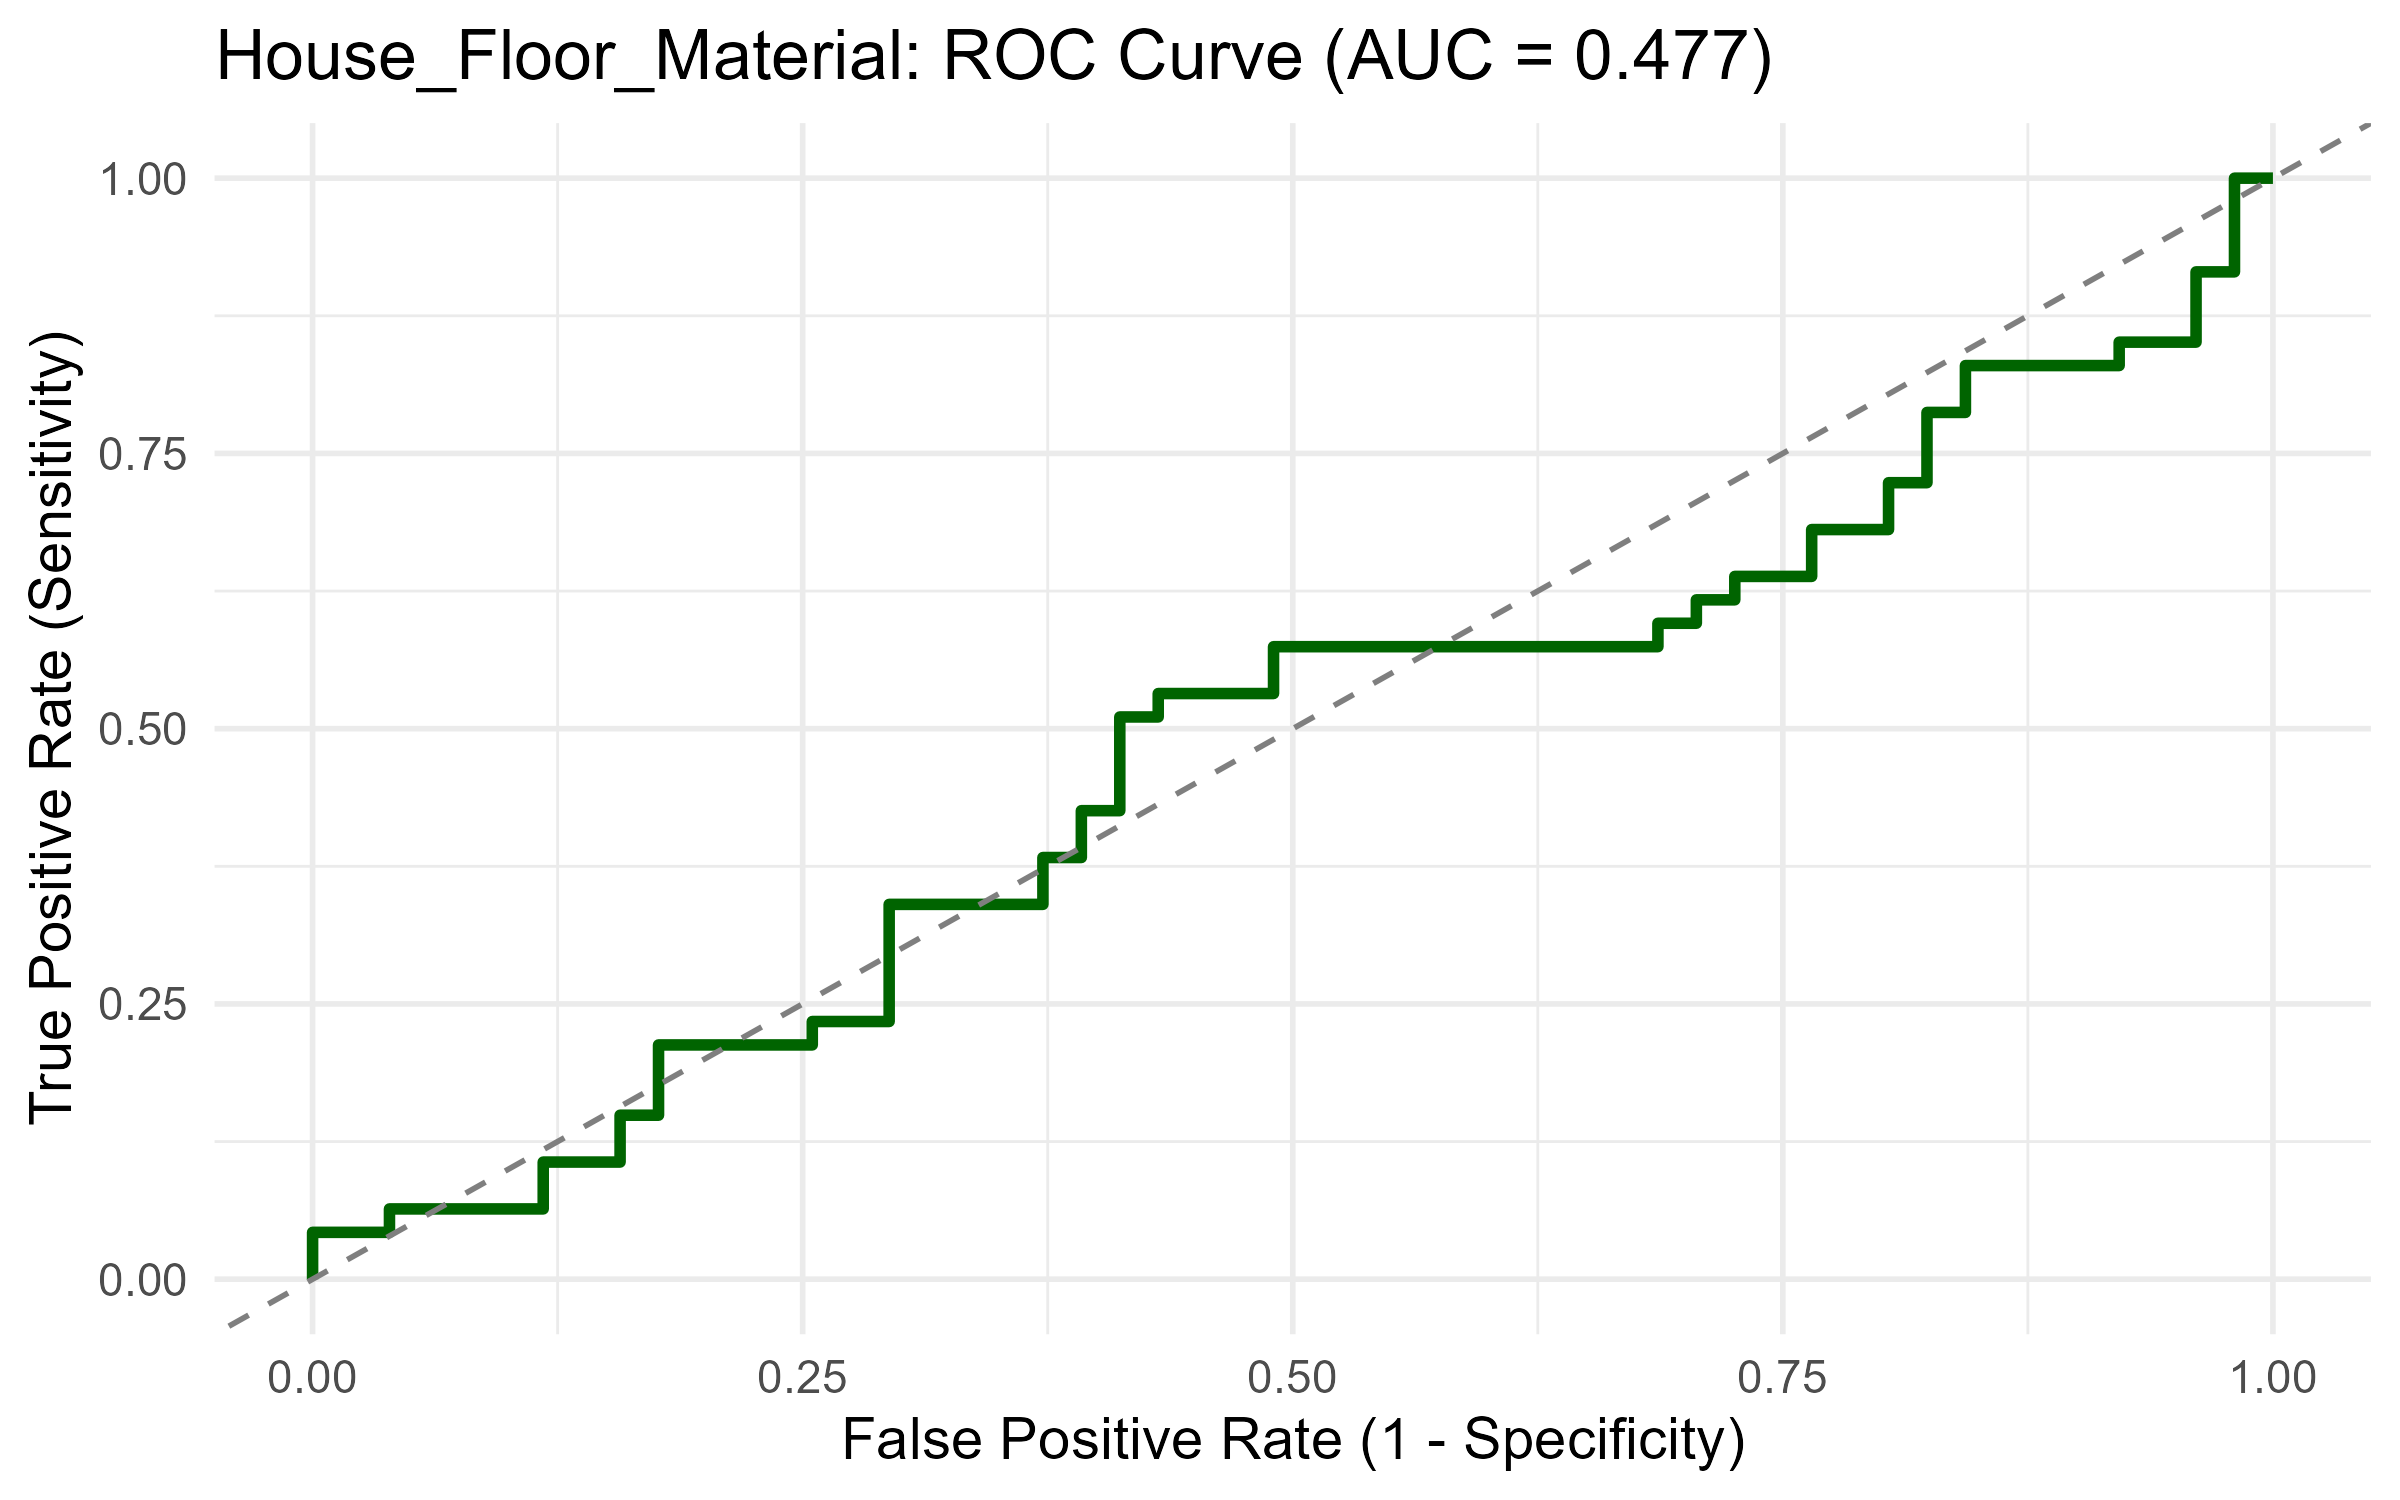 House_Floor_Material: ROC Curve (AUC = 0.477)
True Positive Rate (Sensitivity)
1.00
0.75
0.50
0.25
0.00
0.00 0.25 0.50 0.75 1.00
False Positive Rate (1 - Specificity)